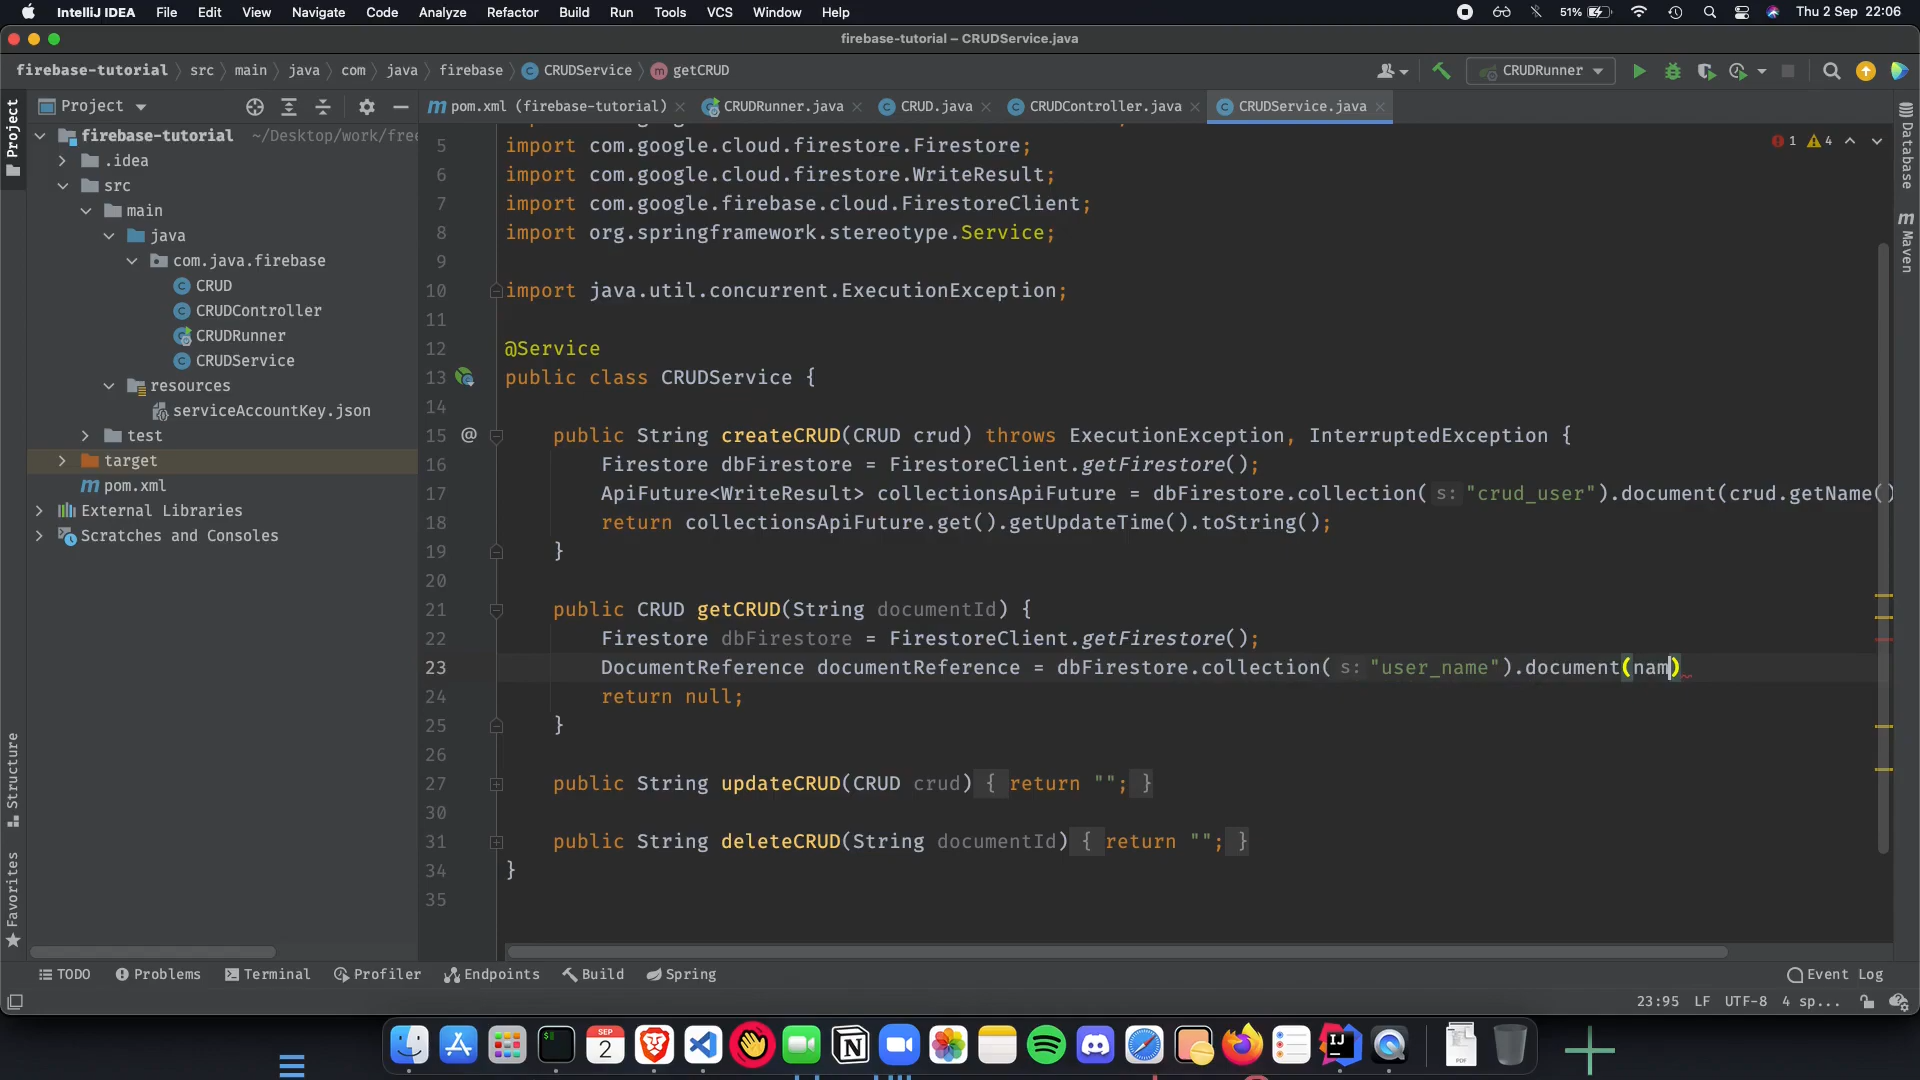 IntelliJ IDEA File Edit View Navigate Code Analyze Refactor Build Run Tools VCS Window Help 51% Thu 2 Sep 22:06
firebase-tutorial – CRUDService.java
firebase-tutorial src main java com java firebase CRUDService getCRUD CRUDRunner
Project pom.xml (firebase-tutorial) CRUDRunner.java CRUD.java CRUDController.java CRUDService.java
Project
Structure
Favorites
Database
Maven
firebase-tutorial ~/Desktop/work/free
.idea
src
main
java
com.java.firebase
CRUD
CRUDController
CRUDRunner
CRUDService
resources
serviceAccountKey.json
test
target
pom.xml
External Libraries
Scratches and Consoles
1 4
5 import com.google.cloud.firestore.Firestore;
6 import com.google.cloud.firestore.WriteResult;
7 import com.google.firebase.cloud.FirestoreClient;
8 import org.springframework.stereotype.Service;
9
10 import java.util.concurrent.ExecutionException;
11
12 @Service
13 public class CRUDService {
14
15 @ public String createCRUD(CRUD crud) throws ExecutionException, InterruptedException {
16 Firestore dbFirestore = FirestoreClient.getFirestore();
17 ApiFuture<WriteResult> collectionsApiFuture = dbFirestore.collection( s: "crud_user").document(crud.getName()
18 return collectionsApiFuture.get().getUpdateTime().toString();
19 }
20
21 public CRUD getCRUD(String documentId) {
22 Firestore dbFirestore = FirestoreClient.getFirestore();
23 DocumentReference documentReference = dbFirestore.collection( s: "user_name").document(nam)
24 return null;
25 }
26
27 public String updateCRUD(CRUD crud) { return ""; }
30
31 public String deleteCRUD(String documentId) { return ""; }
34 }
35
TODO Problems Terminal Profiler Endpoints Build Spring Event Log
23:95 LF UTF-8 4 sp...
SEP
2
IJ
PDF